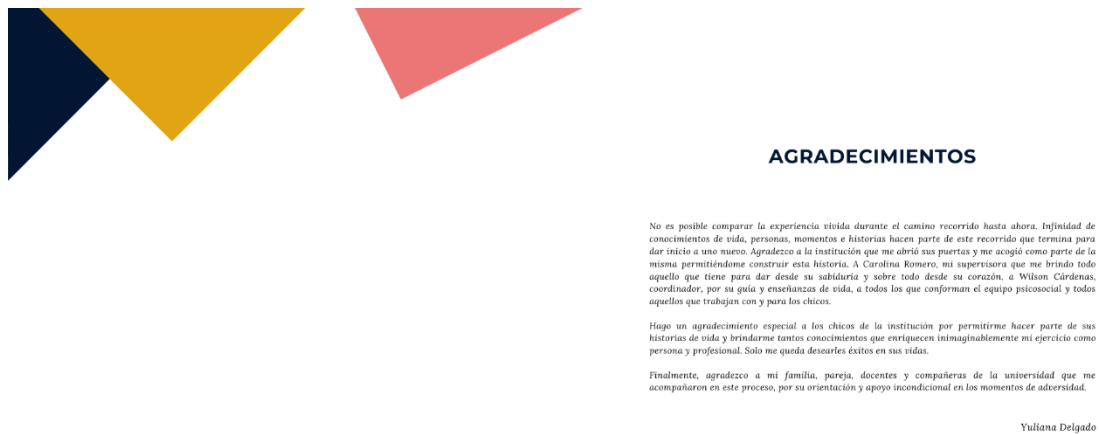 AGRADECIMIENTOS
No es posible comparar la experiencia vivida durante el camino recorrido hasta ahora. Infinidad de
conocimientos de vida, personas, momentos e historias hacen parte de este recorrido que termina para
dar inicio a uno nuevo. Agradezco a la institución que me abrió sus puertas y me acogió como parte de la
misma permitiéndome construir esta historia. A Carolina Romero, mi supervisora que me brindo todo
aquello que tiene para dar desde su sabiduría y sobre todo desde su corazón, a Wilson Cárdenas,
coordinador, por su guía y enseñanzas de vida, a todos los que conforman el equipo psicosocial y todos
aquellos que trabajan con y para los chicos.
Hago un agradecimiento especial a los chicos de la institución por permitirme hacer parte de sus
historias de vida y brindarme tantos conocimientos que enriquecen inimaginablemente mi ejercicio como
persona y profesional. Solo me queda desearles éxitos en sus vidas.
Finalmente, agradezco a mi familia, pareja, docentes y compañeras de la universidad que me
acompañaron en este proceso, por su orientación y apoyo incondicional en los momentos de adversidad.
Yuliana Delgado